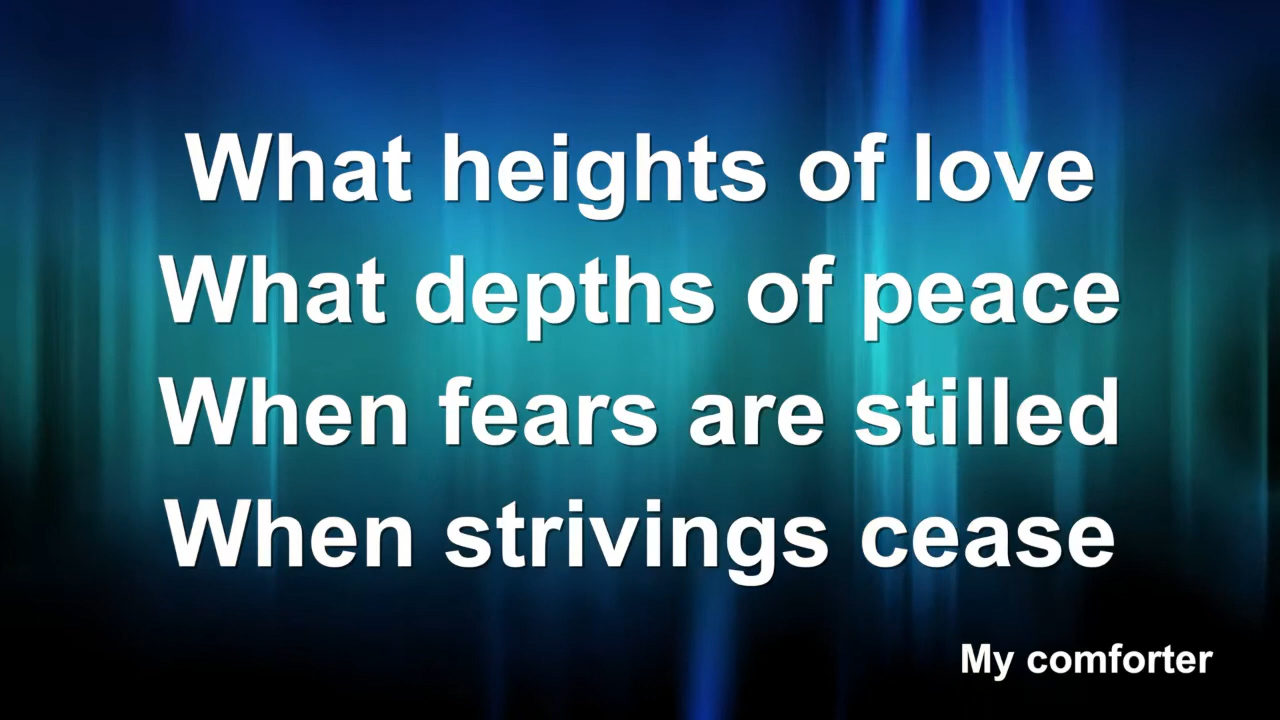 What heights of love
What depths of peace
When fears are stilled
When strivings cease
My comforter